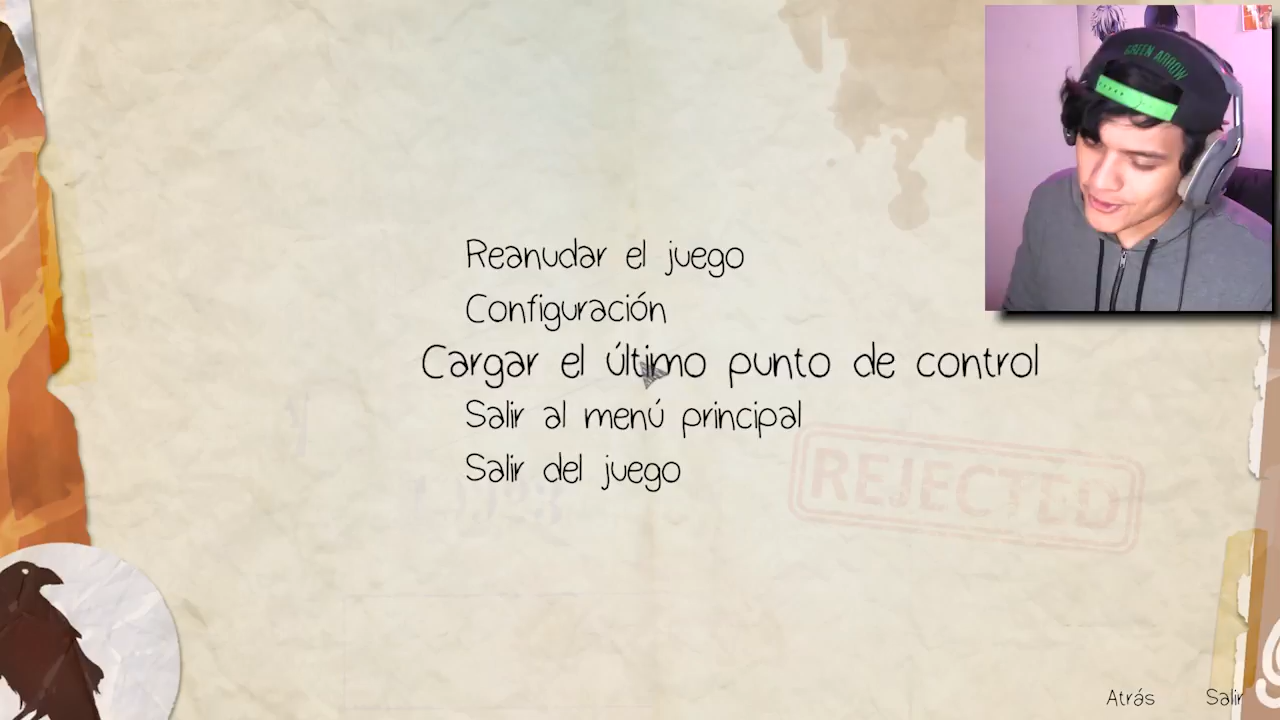 GREEN ARROW
Reanudar el juego
Configuración
Cargar el último punto de control
Salir al menú principal
Salir del juego
REJECTED
Atrás Salir